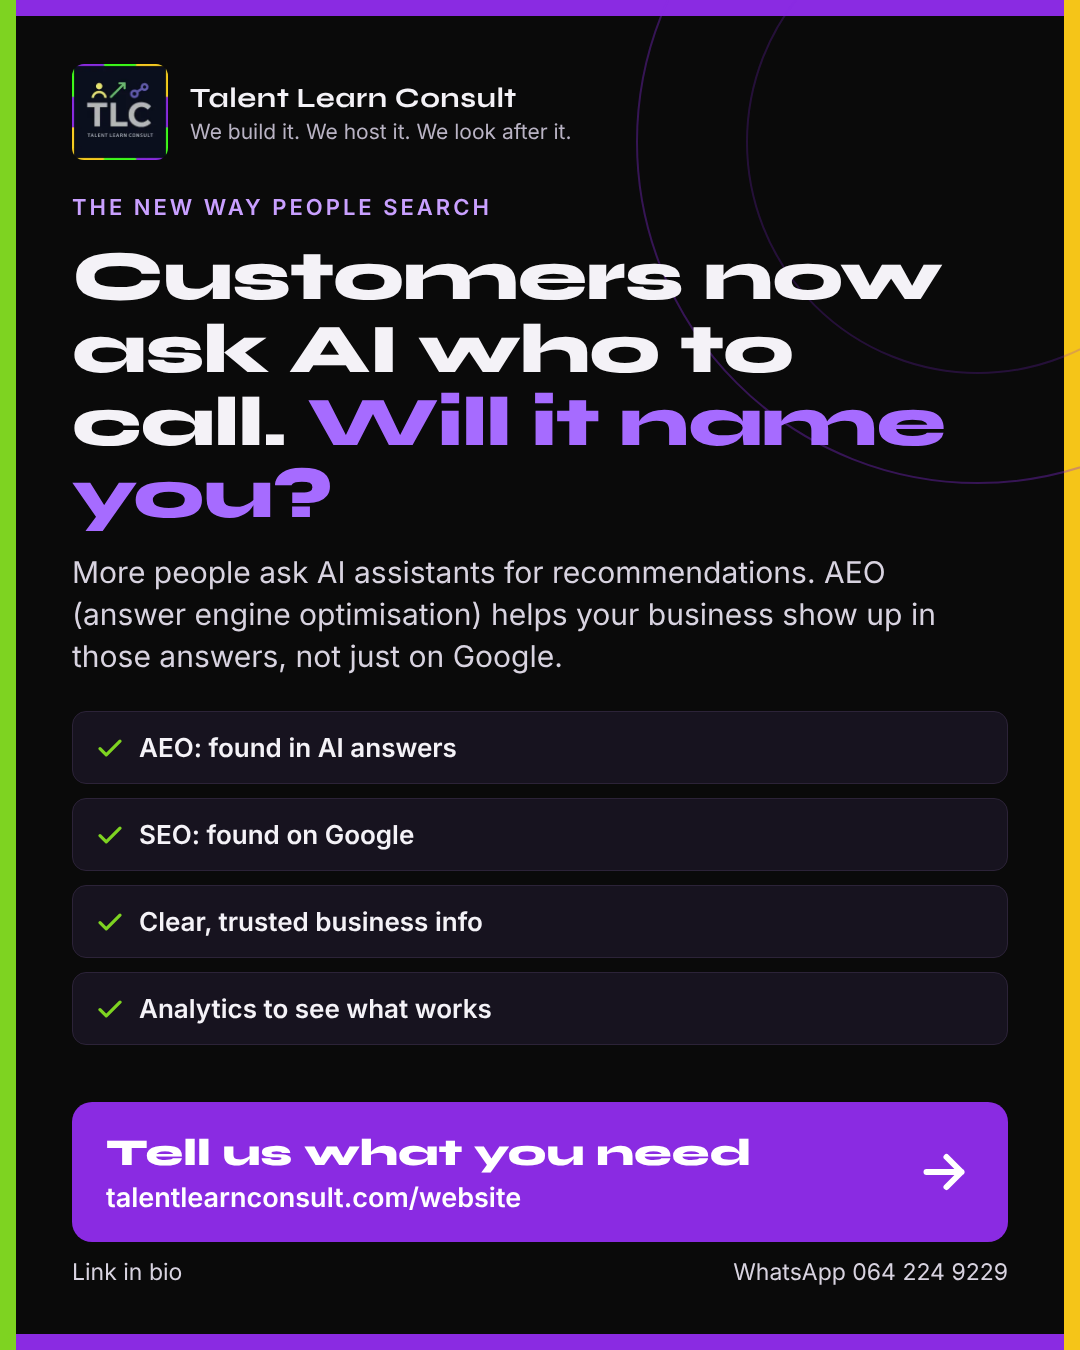 TLC
TALENT LEARN CONSULT
Talent Learn Consult
We build it. We host it. We look after it.
THE NEW WAY PEOPLE SEARCH
Customers now
ask AI who to
call. Will it name
you?
More people ask AI assistants for recommendations. AEO
(answer engine optimisation) helps your business show up in
those answers, not just on Google.
AEO: found in AI answers
SEO: found on Google
Clear, trusted business info
Analytics to see what works
Tell us what you need
talentlearnconsult.com/website
Link in bio
WhatsApp 064 224 9229